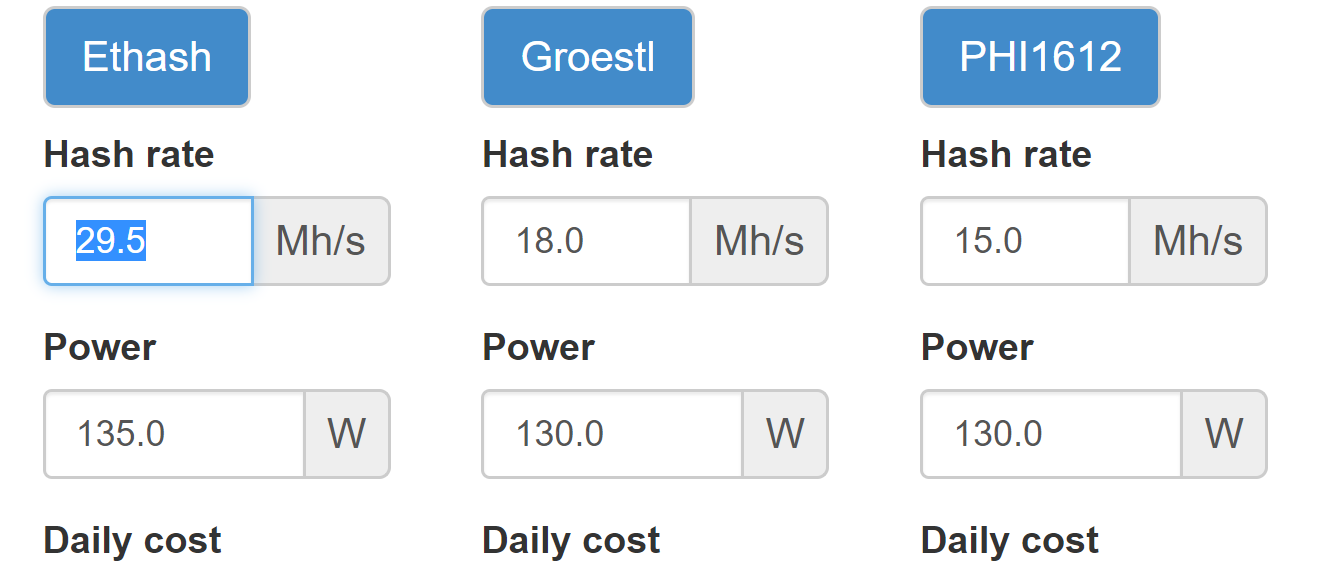 Ethash Groestl PHI1612
Hash rate Hash rate Hash rate
29.5 Mh/s 18.0 Mh/s 15.0 Mh/s
Power Power Power
135.0 W 130.0 W 130.0 W
Daily cost Daily cost Daily cost